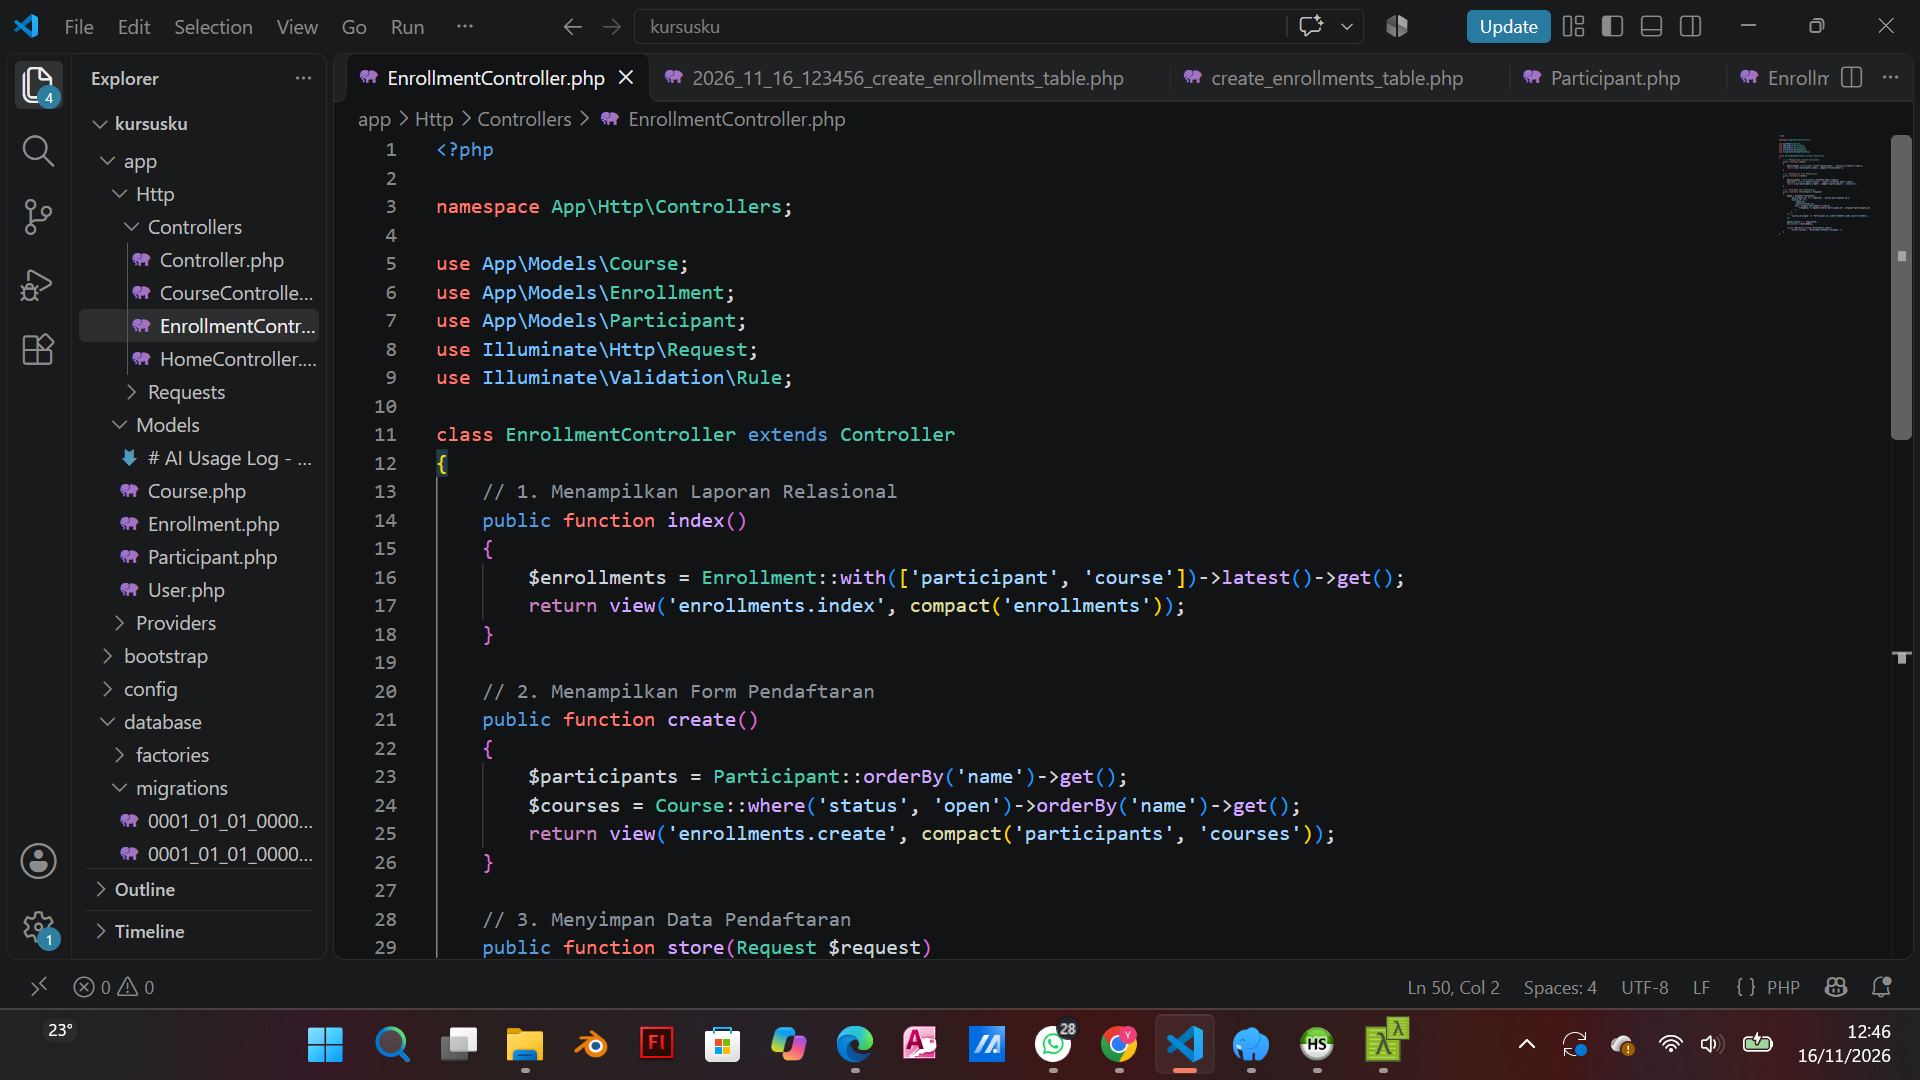 File Edit Selection View Go Run ...
kursusku
Update
Explorer
EnrollmentController.php
2026_11_16_123456_create_enrollments_table.php
create_enrollments_table.php
Participant.php
Enrollm
4
app > Http > Controllers > EnrollmentController.php
kursusku
app
Http
Controllers
Controller.php
CourseControlle...
EnrollmentContr...
HomeController....
Requests
Models
# AI Usage Log - ...
Course.php
Enrollment.php
Participant.php
User.php
Providers
bootstrap
config
database
factories
migrations
0001_01_01_0000...
0001_01_01_0000...
Outline
Timeline
1
1 <?php
2
3 namespace App\Http\Controllers;
4
5 use App\Models\Course;
6 use App\Models\Enrollment;
7 use App\Models\Participant;
8 use Illuminate\Http\Request;
9 use Illuminate\Validation\Rule;
10
11 class EnrollmentController extends Controller
12 {
13 // 1. Menampilkan Laporan Relasional
14 public function index()
15 {
16 $enrollments = Enrollment::with(['participant', 'course'])->latest()->get();
17 return view('enrollments.index', compact('enrollments'));
18 }
19
20 // 2. Menampilkan Form Pendaftaran
21 public function create()
22 {
23 $participants = Participant::orderBy('name')->get();
24 $courses = Course::where('status', 'open')->orderBy('name')->get();
25 return view('enrollments.create', compact('participants', 'courses'));
26 }
27
28 // 3. Menyimpan Data Pendaftaran
29 public function store(Request $request)
0 0
Ln 50, Col 2 Spaces: 4 UTF-8 LF { } PHP
23°
Fl
A
28
Y
HS
λ
λ
12:46
16/11/2026